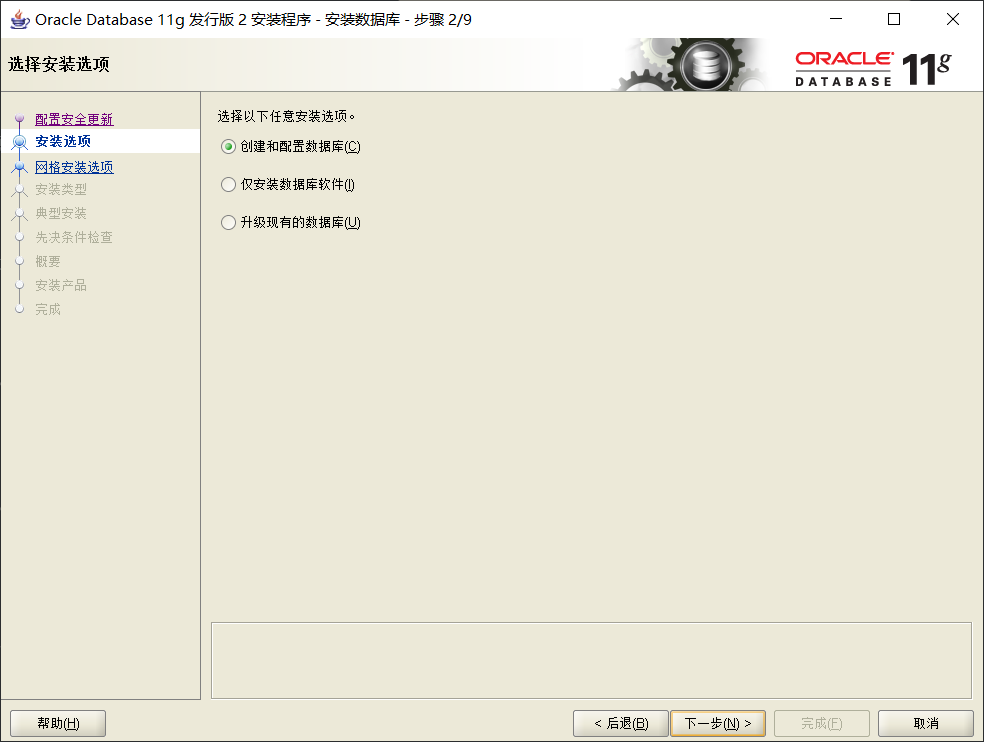 Oracle Database 11g 发行版 2 安装程序 - 安装数据库 - 步骤 2/9
选择安装选项
ORACLE
DATABASE 11g
配置安全更新
安装选项
网格安装选项
安装类型
典型安装
先决条件检查
概要
安装产品
完成
选择以下任意安装选项。
创建和配置数据库(C)
仅安装数据库软件(I)
升级现有的数据库(U)
帮助(H)
< 后退(B)
下一步(N) >
完成(F)
取消